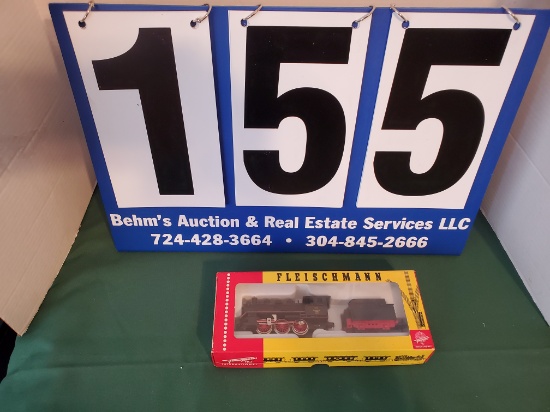 155
Behm's Auction & Real Estate Services LLC
724-428-3664 • 304-845-2666
FLEISCHMANN